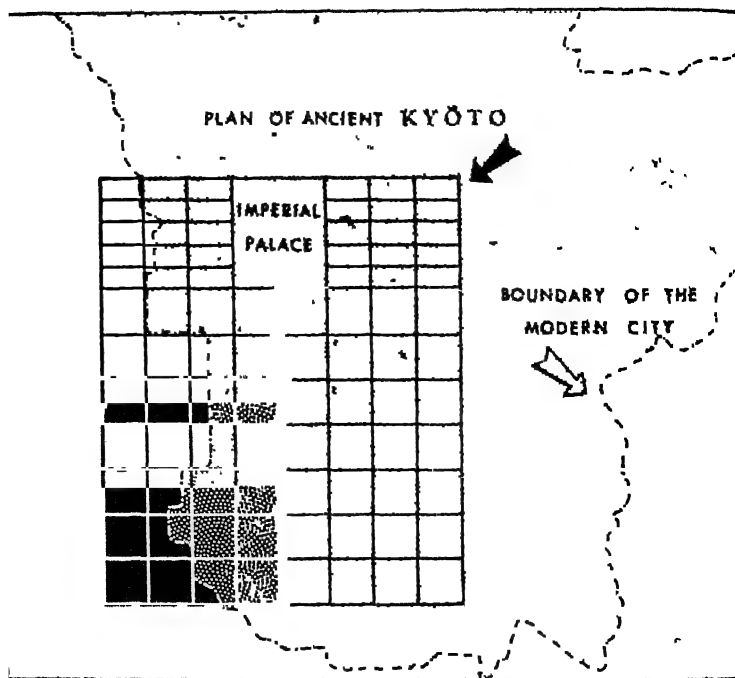 PLAN OF ANCIENT KYŌTO
IMPERIAL
PALACE
BOUNDARY OF THE
MODERN CITY